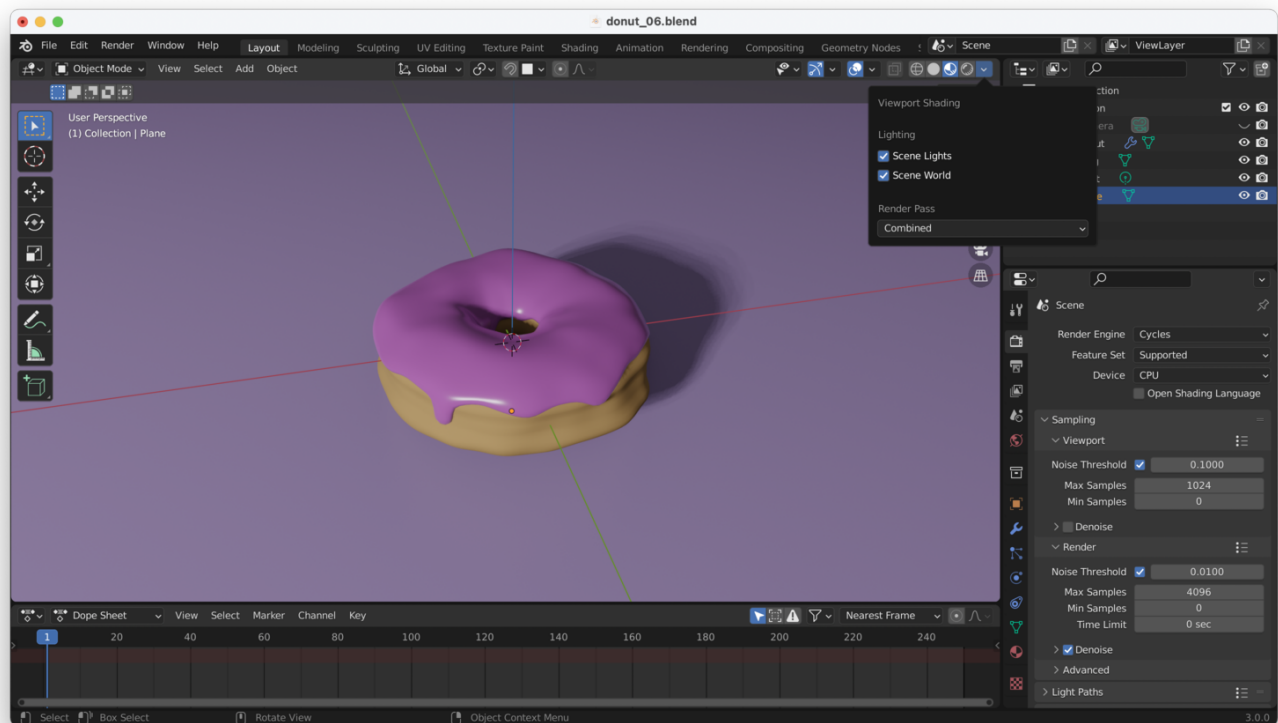 donut_06.blend
File Edit Render Window Help Layout Modeling Sculpting UV Editing Texture Paint Shading Animation Rendering Compositing Geometry Nodes Scene ViewLayer
Object Mode View Select Add Object Global
User Perspective
(1) Collection | Plane
Viewport Shading
Lighting
Scene Lights
Scene World
Render Pass
Combined
ction
on
era
ut
t
e
Scene
Render Engine Cycles
Feature Set Supported
Device CPU
Open Shading Language
Sampling
Viewport
Noise Threshold 0.1000
Max Samples 1024
Min Samples 0
Denoise
Render
Noise Threshold 0.0100
Max Samples 4096
Min Samples 0
Time Limit 0 sec
Denoise
Advanced
Light Paths
Dope Sheet View Select Marker Channel Key Nearest Frame
1 20 40 60 80 100 120 140 160 180 200 220 240
Select Box Select Rotate View Object Context Menu 3.0.0